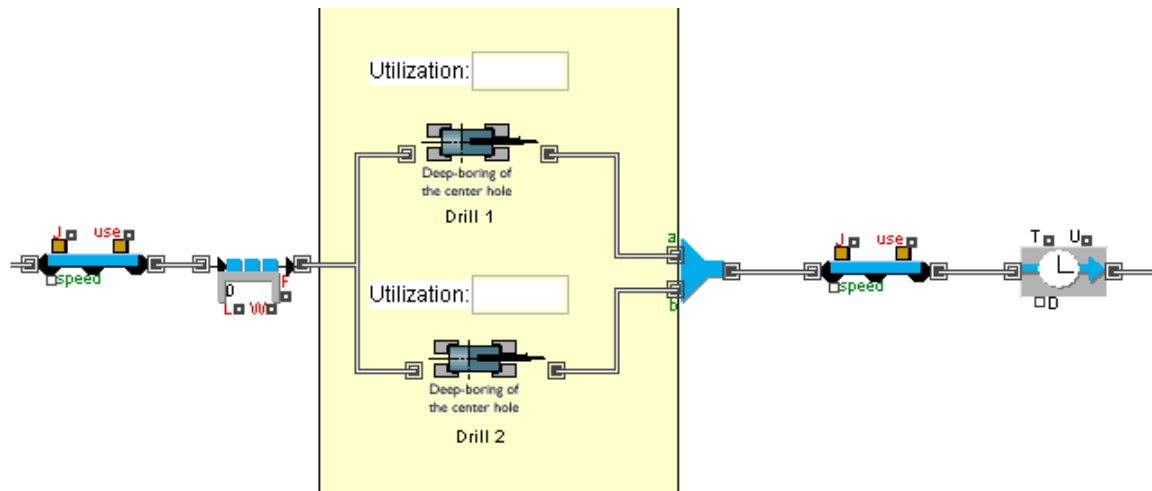 Utilization:
Deep-boring of
the center hole
Drill 1
J use
speed
0
F
L W
a
Utilization:
b
Deep-boring of
the center hole
Drill 2
J use
speed
T U
D